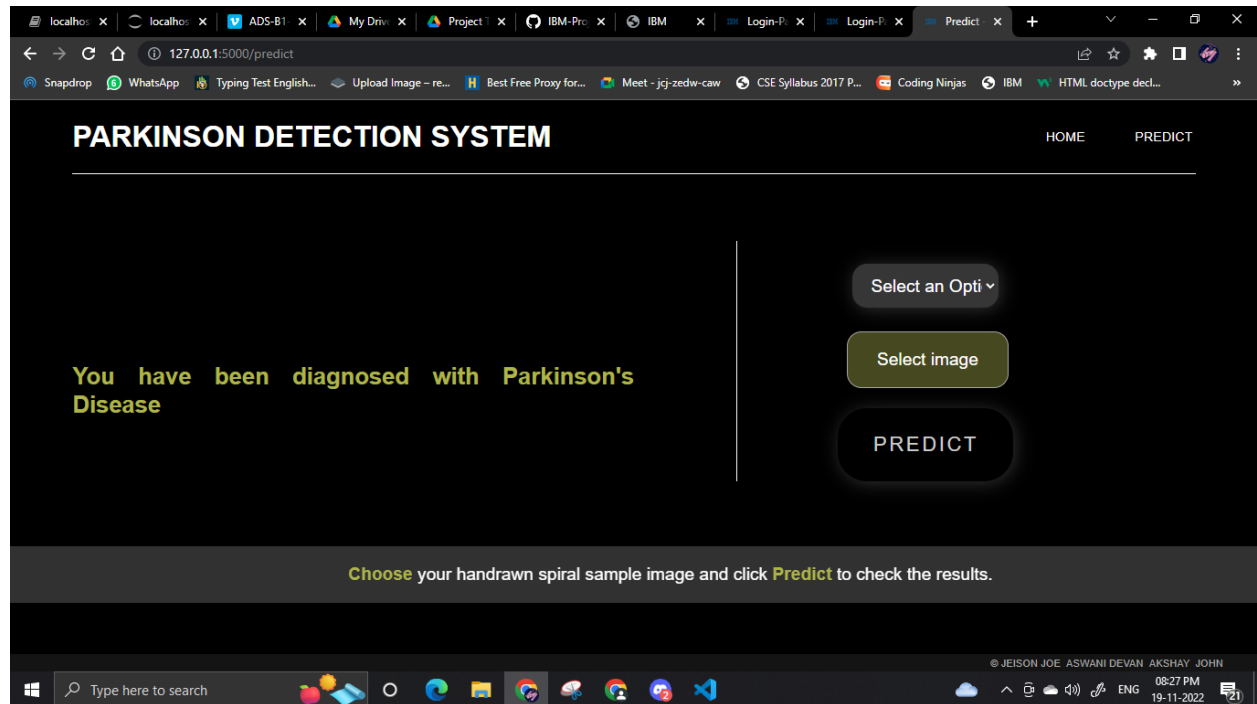 localhos
localhos
ADS-B1-
My Drive
Project T
IBM-Pro
IBM
Login-Pa
Login-Pa
Predict -
127.0.0.1:5000/predict
Snapdrop
WhatsApp
Typing Test English...
Upload Image – re...
Best Free Proxy for...
Meet - jcj-zedw-caw
CSE Syllabus 2017 P...
Coding Ninjas
IBM
HTML doctype decl...
»
PARKINSON DETECTION SYSTEM
HOME
PREDICT
Select an Opti
Select image
You have been diagnosed with Parkinson's
Disease
PREDICT
Choose your handrawn spiral sample image and click Predict to check the results.
© JEISON JOE ASWANI DEVAN AKSHAY JOHN
Type here to search
ENG
08:27 PM
19-11-2022
21